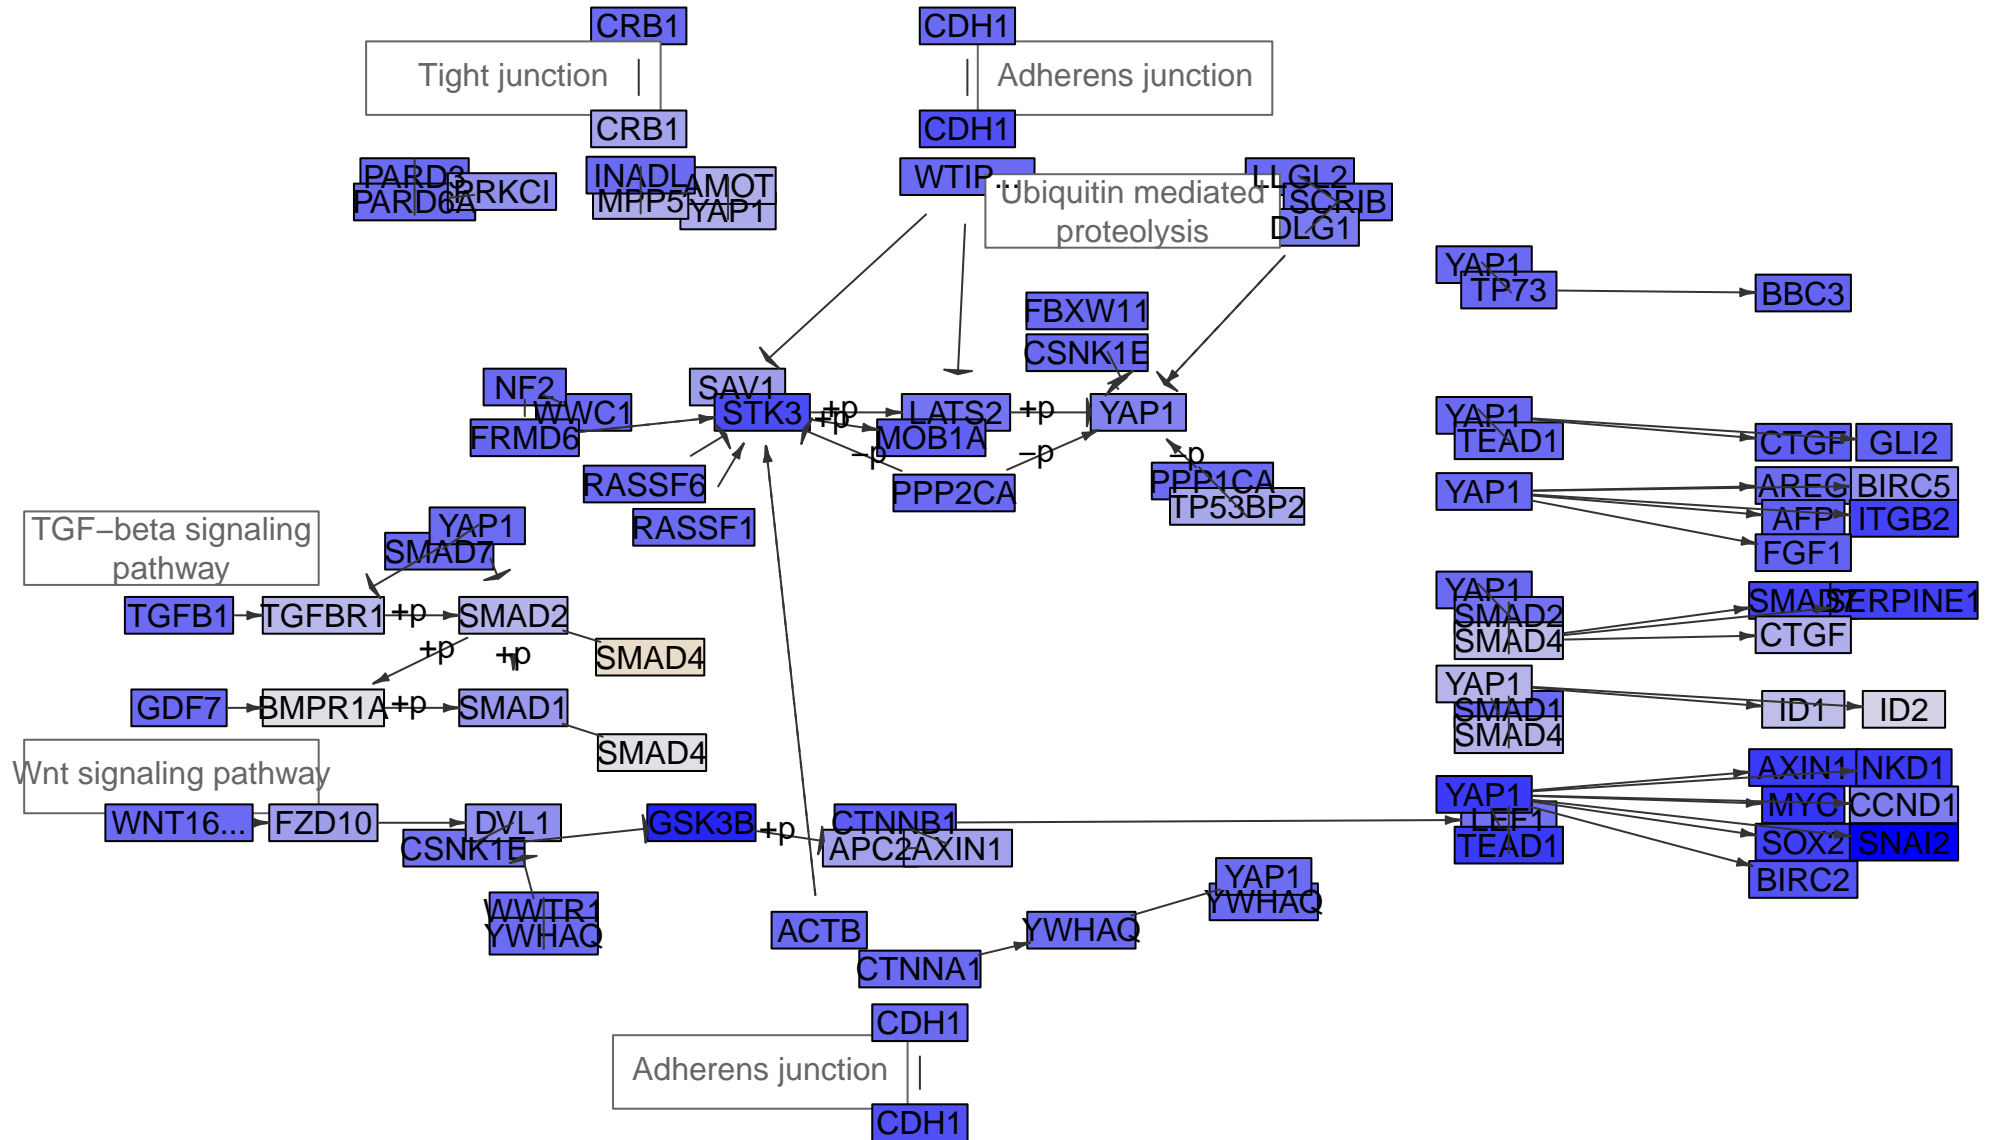 CRB1
CDH1
Tight junction
Adherens junction
CRB1
CDH1
PARD3
PARD6A
PRKCI
INADL
MPP5
AMOT
YAP1
WTIP...
Ubiquitin mediated
proteolysis
LLGL2
SCRIB
DLG1
YAP1
TP73
BBC3
FBXW11
CSNK1E
NF2
WWC1
FRMD6
SAV1
STK3
+p
+p
LATS2
MOB1A
+p
YAP1
−p
−p
−p
RASSF6
RASSF1
PPP2CA
PPP1CA
TP53BP2
YAP1
TEAD1
CTGF
GLI2
YAP1
AREG
BIRC5
AFP
ITGB2
FGF1
TGF−beta signaling
pathway
YAP1
SMAD7
TGFB1
TGFBR1
+p
SMAD2
SMAD4
+p
+p
GDF7
BMPR1A
+p
SMAD1
SMAD4
YAP1
SMAD2
SMAD4
SMAD7
SERPINE1
CTGF
YAP1
SMAD1
SMAD4
ID1
ID2
Wnt signaling pathway
WNT16...
FZD10
DVL1
CSNK1E
GSK3B
+p
CTNNB1
APC2
AXIN1
YAP1
LEF1
TEAD1
AXIN1
NKD1
MYC
CCND1
SOX2
SNAI2
BIRC2
WWTR1
YWHAQ
ACTB
CTNNA1
YWHAQ
YAP1
YWHAQ
CDH1
Adherens junction
CDH1